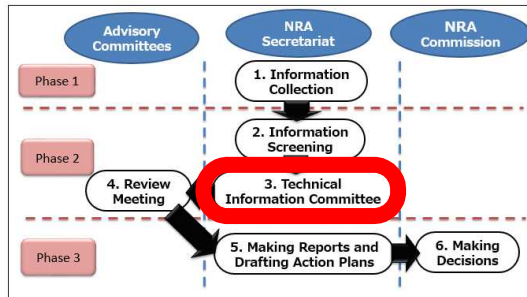 Advisory
Committees
NRA
Secretariat
NRA
Commission
Phase 1
1. Information
Collection
Phase 2
2. Information
Screening
4. Review
Meeting
3. Technical
Information Committee
Phase 3
5. Making Reports and
Drafting Action Plans
6. Making
Decisions